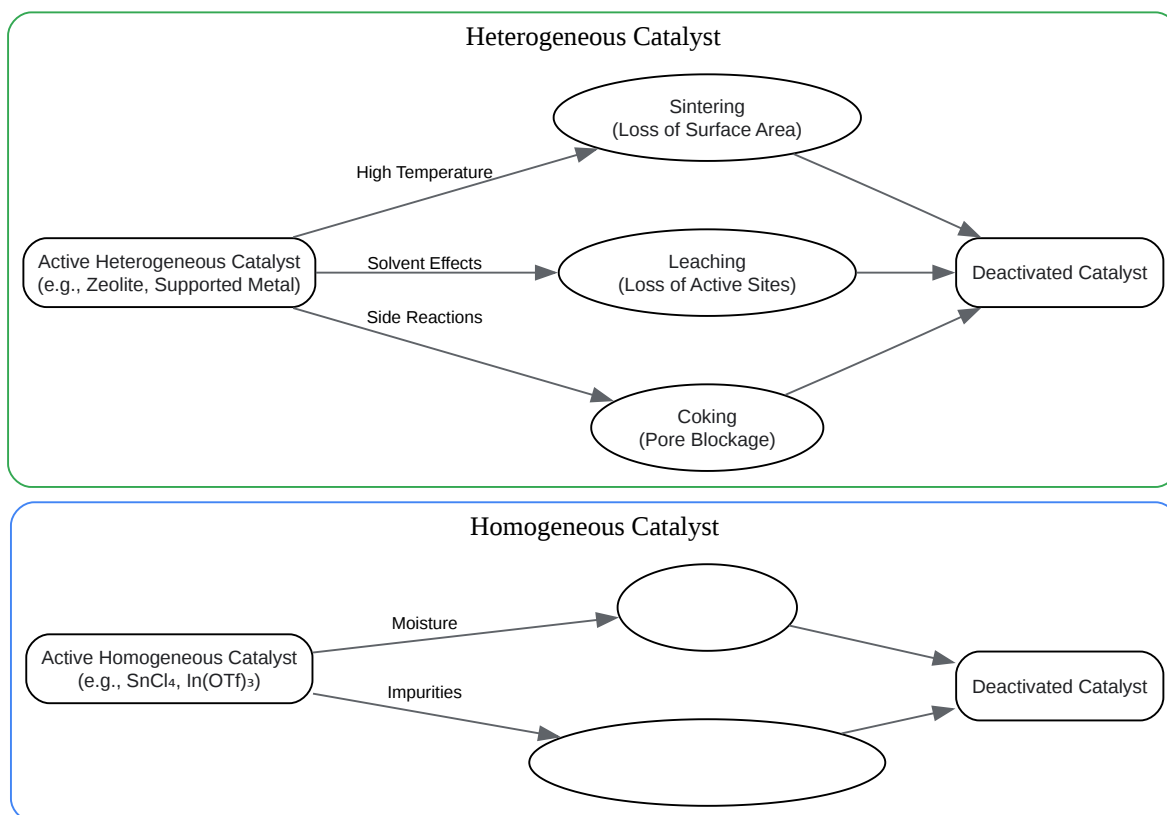 Heterogeneous Catalyst
Sintering
(Loss of Surface Area)
High Temperature
Active Heterogeneous Catalyst
(e.g., Zeolite, Supported Metal)
Solvent Effects
Leaching
(Loss of Active Sites)
Deactivated Catalyst
Side Reactions
Coking
(Pore Blockage)
Homogeneous Catalyst
Moisture
Active Homogeneous Catalyst
(e.g., SnCl₄, In(OTf)₃)
Impurities
Deactivated Catalyst